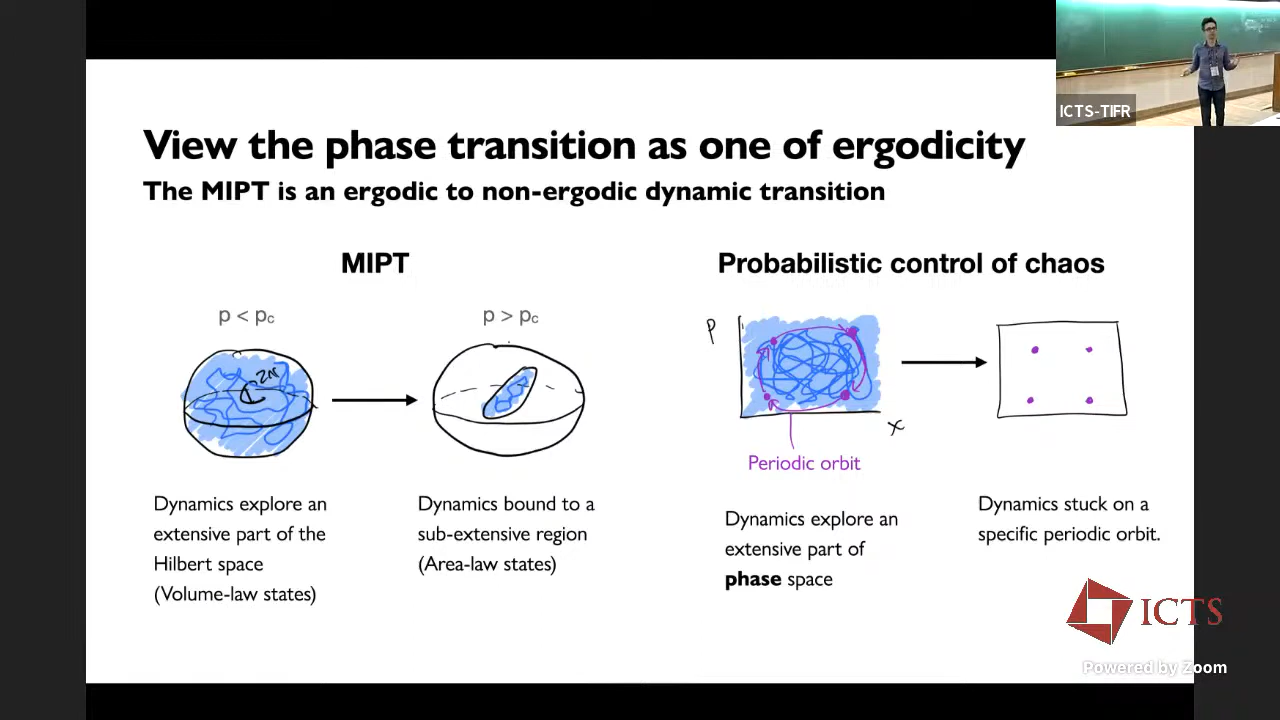 ICTS-TIFR
View the phase transition as one of ergodicity
The MIPT is an ergodic to non-ergodic dynamic transition
MIPT
Probabilistic control of chaos
p < pc
p > pc
2N
P
x
Periodic orbit
Dynamics explore an
extensive part of the
Hilbert space
(Volume-law states)
Dynamics bound to a
sub-extensive region
(Area-law states)
Dynamics explore an
extensive part of
phase space
Dynamics stuck on a
specific periodic orbit.
ICTS
Powered by Zoom